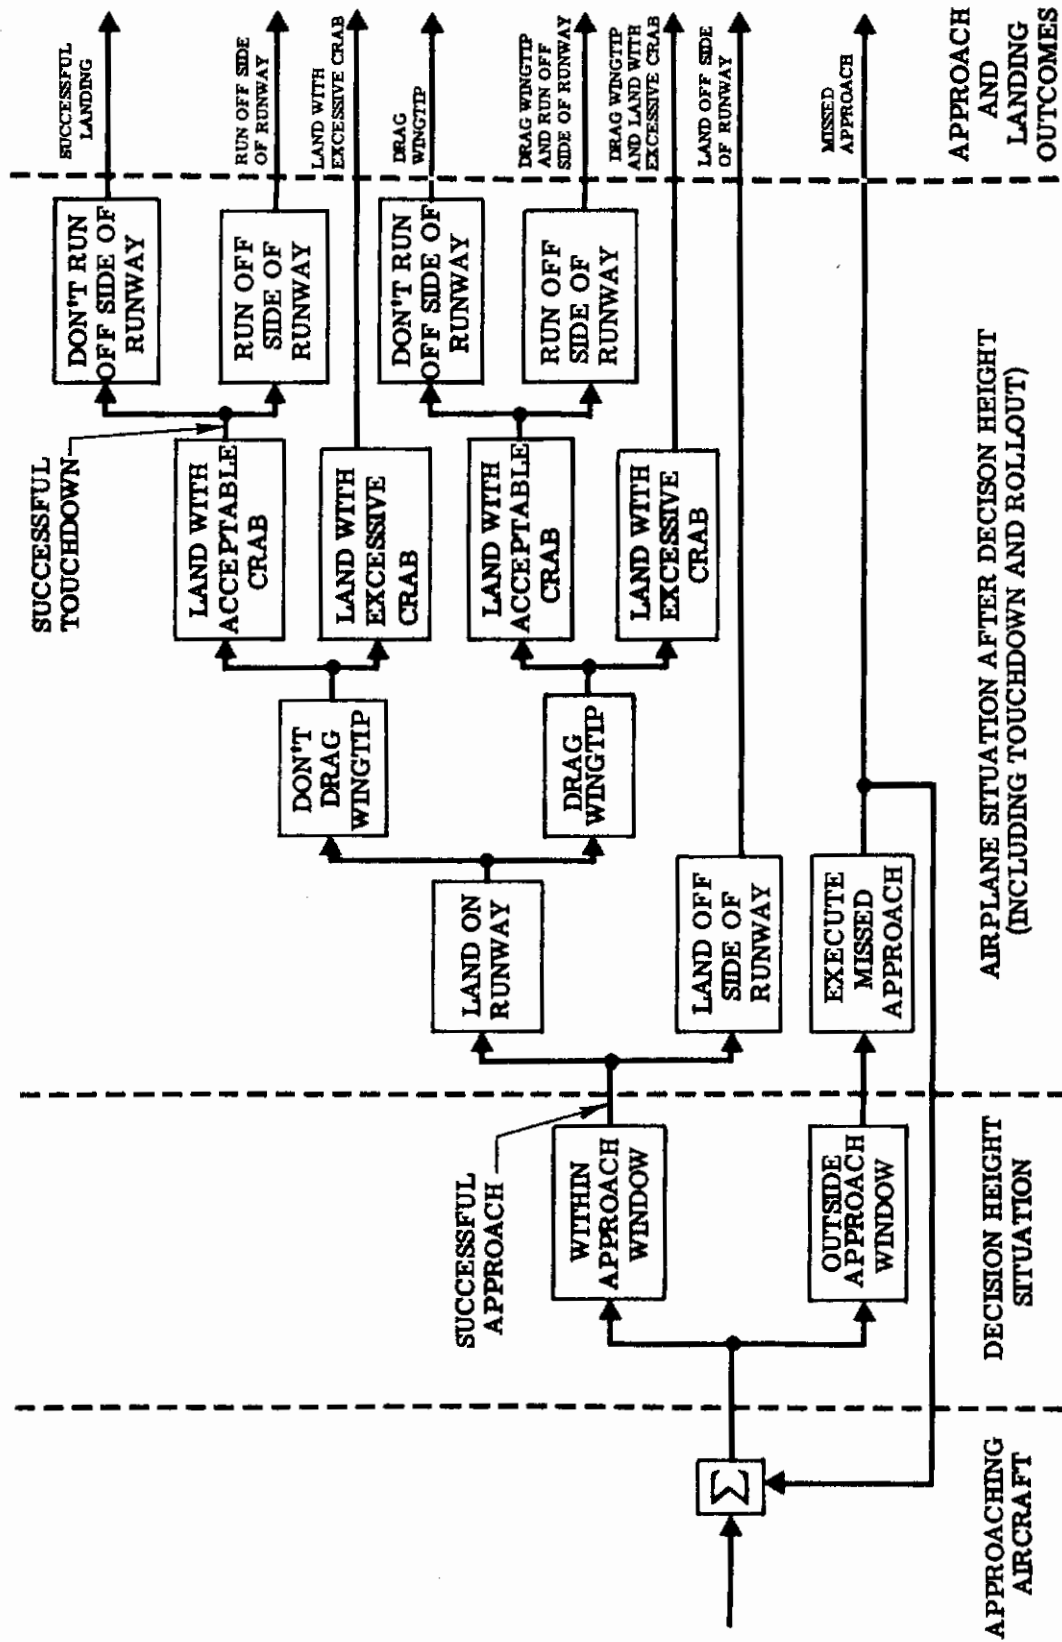 APPROACHING
AIRCRAFT
Σ
DECISION HEIGHT
SITUATION
SUCCESSFUL
APPROACH
WITHIN
APPROACH
WINDOW
OUTSIDE
APPROACH
WINDOW
AIRPLANE SITUATION AFTER DECISON HEIGHT
(INCLUDING TOUCHDOWN AND ROLLOUT)
LAND ON
RUNWAY
LAND OFF
SIDE OF
RUNWAY
EXECUTE
MISSED
APPROACH
DON'T
DRAG
WINGTIP
DRAG
WINGTIP
SUCCESSFUL
TOUCHDOWN
LAND WITH
ACCEPTABLE
CRAB
LAND WITH
EXCESSIVE
CRAB
LAND WITH
ACCEPTABLE
CRAB
LAND WITH
EXCESSIVE
CRAB
DON'T RUN
OFF SIDE OF
RUNWAY
RUN OFF
SIDE OF
RUNWAY
DON'T RUN
OFF SIDE OF
RUNWAY
RUN OFF
SIDE OF
RUNWAY
SUCCESSFUL
LANDING
RUN OFF SIDE
OF RUNWAY
LAND WITH
EXCESSIVE CRAB
DRAG
WINGTIP
DRAG WINGTIP
AND RUN OFF
SIDE OF RUNWAY
DRAG WINGTIP
AND LAND WITH
EXCESSIVE CRAB
LAND OFF SIDE
OF RUNWAY
MISSED
APPROACH
APPROACH
AND
LANDING
OUTCOMES